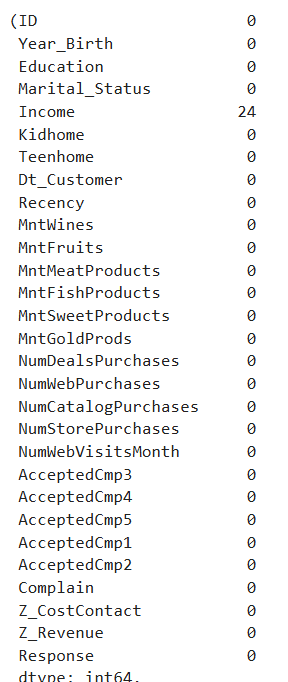 (ID 0
Year_Birth 0
Education 0
Marital_Status 0
Income 24
Kidhome 0
Teenhome 0
Dt_Customer 0
Recency 0
MntWines 0
MntFruits 0
MntMeatProducts 0
MntFishProducts 0
MntSweetProducts 0
MntGoldProds 0
NumDealsPurchases 0
NumWebPurchases 0
NumCatalogPurchases 0
NumStorePurchases 0
NumWebVisitsMonth 0
AcceptedCmp3 0
AcceptedCmp4 0
AcceptedCmp5 0
AcceptedCmp1 0
AcceptedCmp2 0
Complain 0
Z_CostContact 0
Z_Revenue 0
Response 0
dtype: int64,